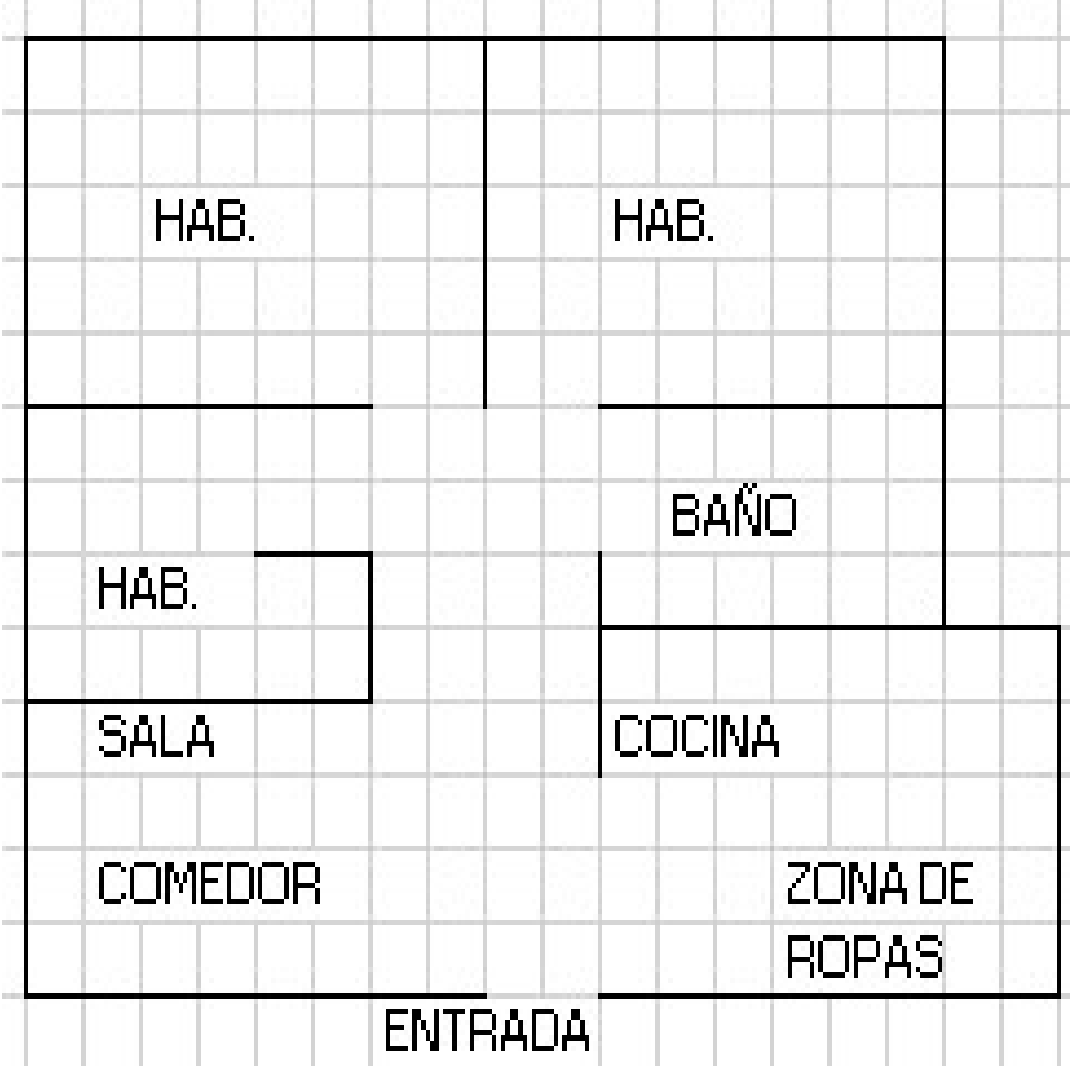 HAB.
HAB.
BAÑO
HAB.
SALA
COCINA
COMEDOR
ZONA DE
ROPAS
ENTRADA